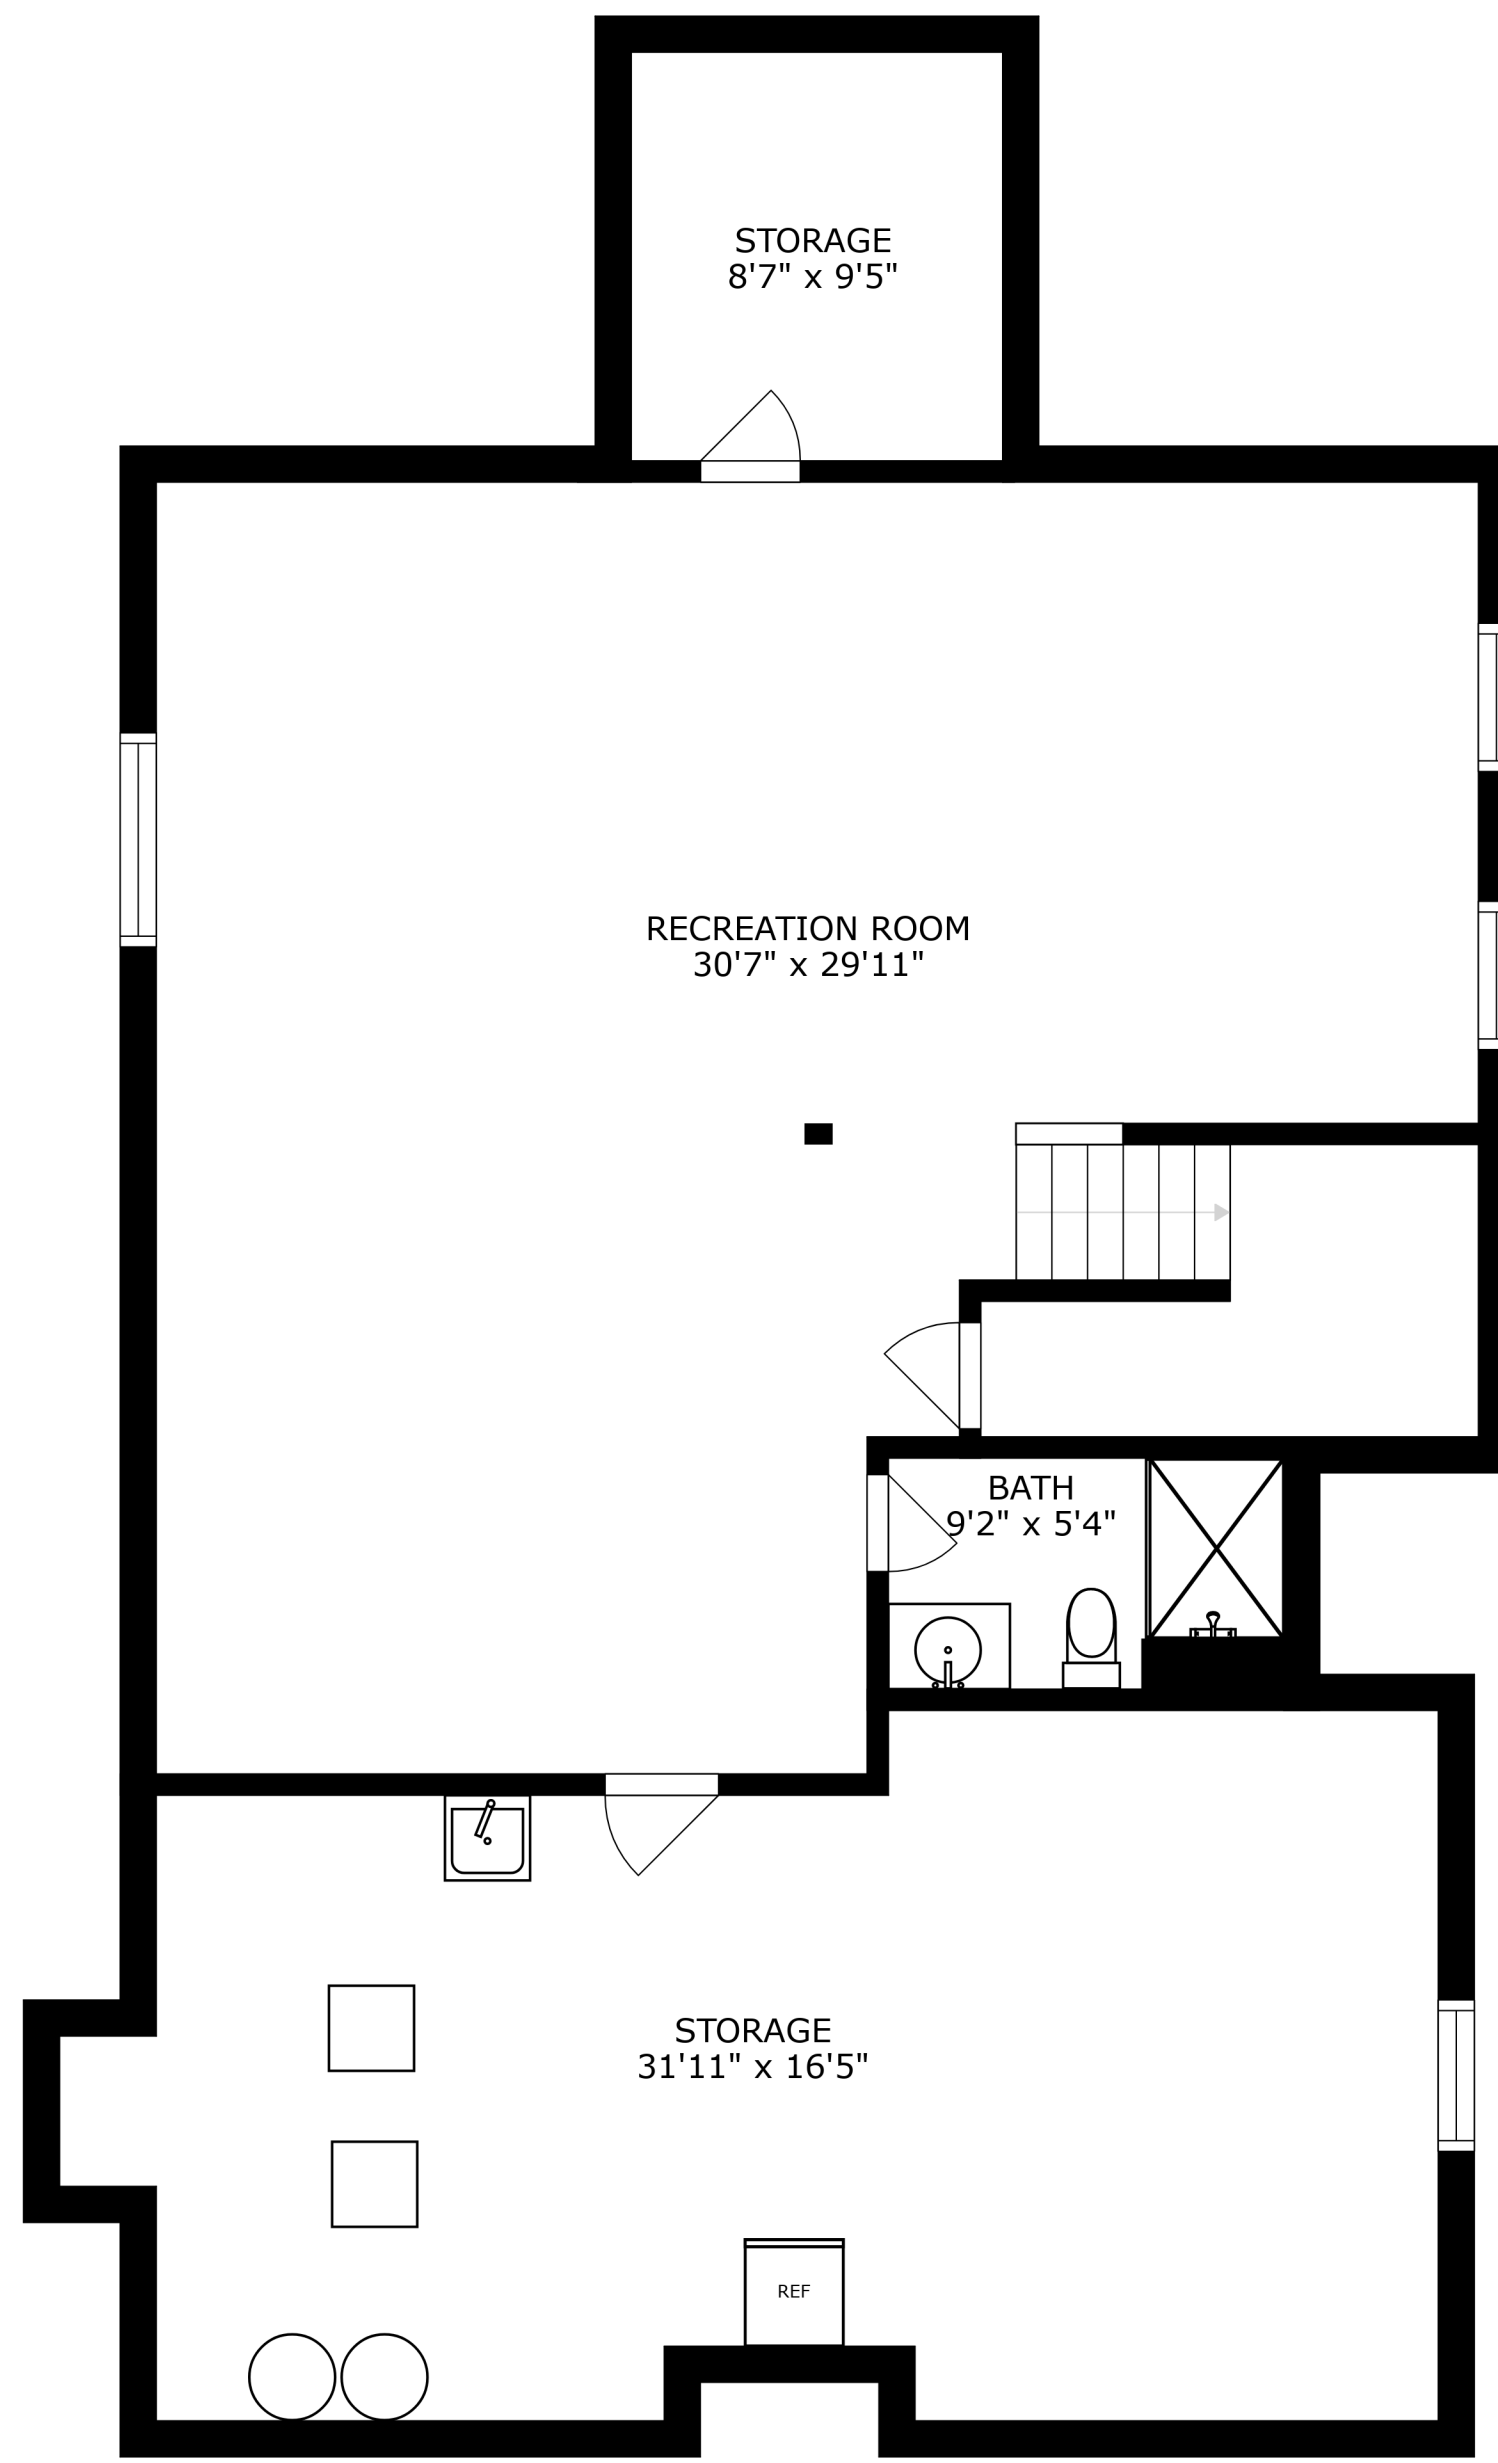 STORAGE
8'7" x 9'5"
RECREATION ROOM
30'7" x 29'11"
BATH
9'2" x 5'4"
STORAGE
31'11" x 16'5"
REF